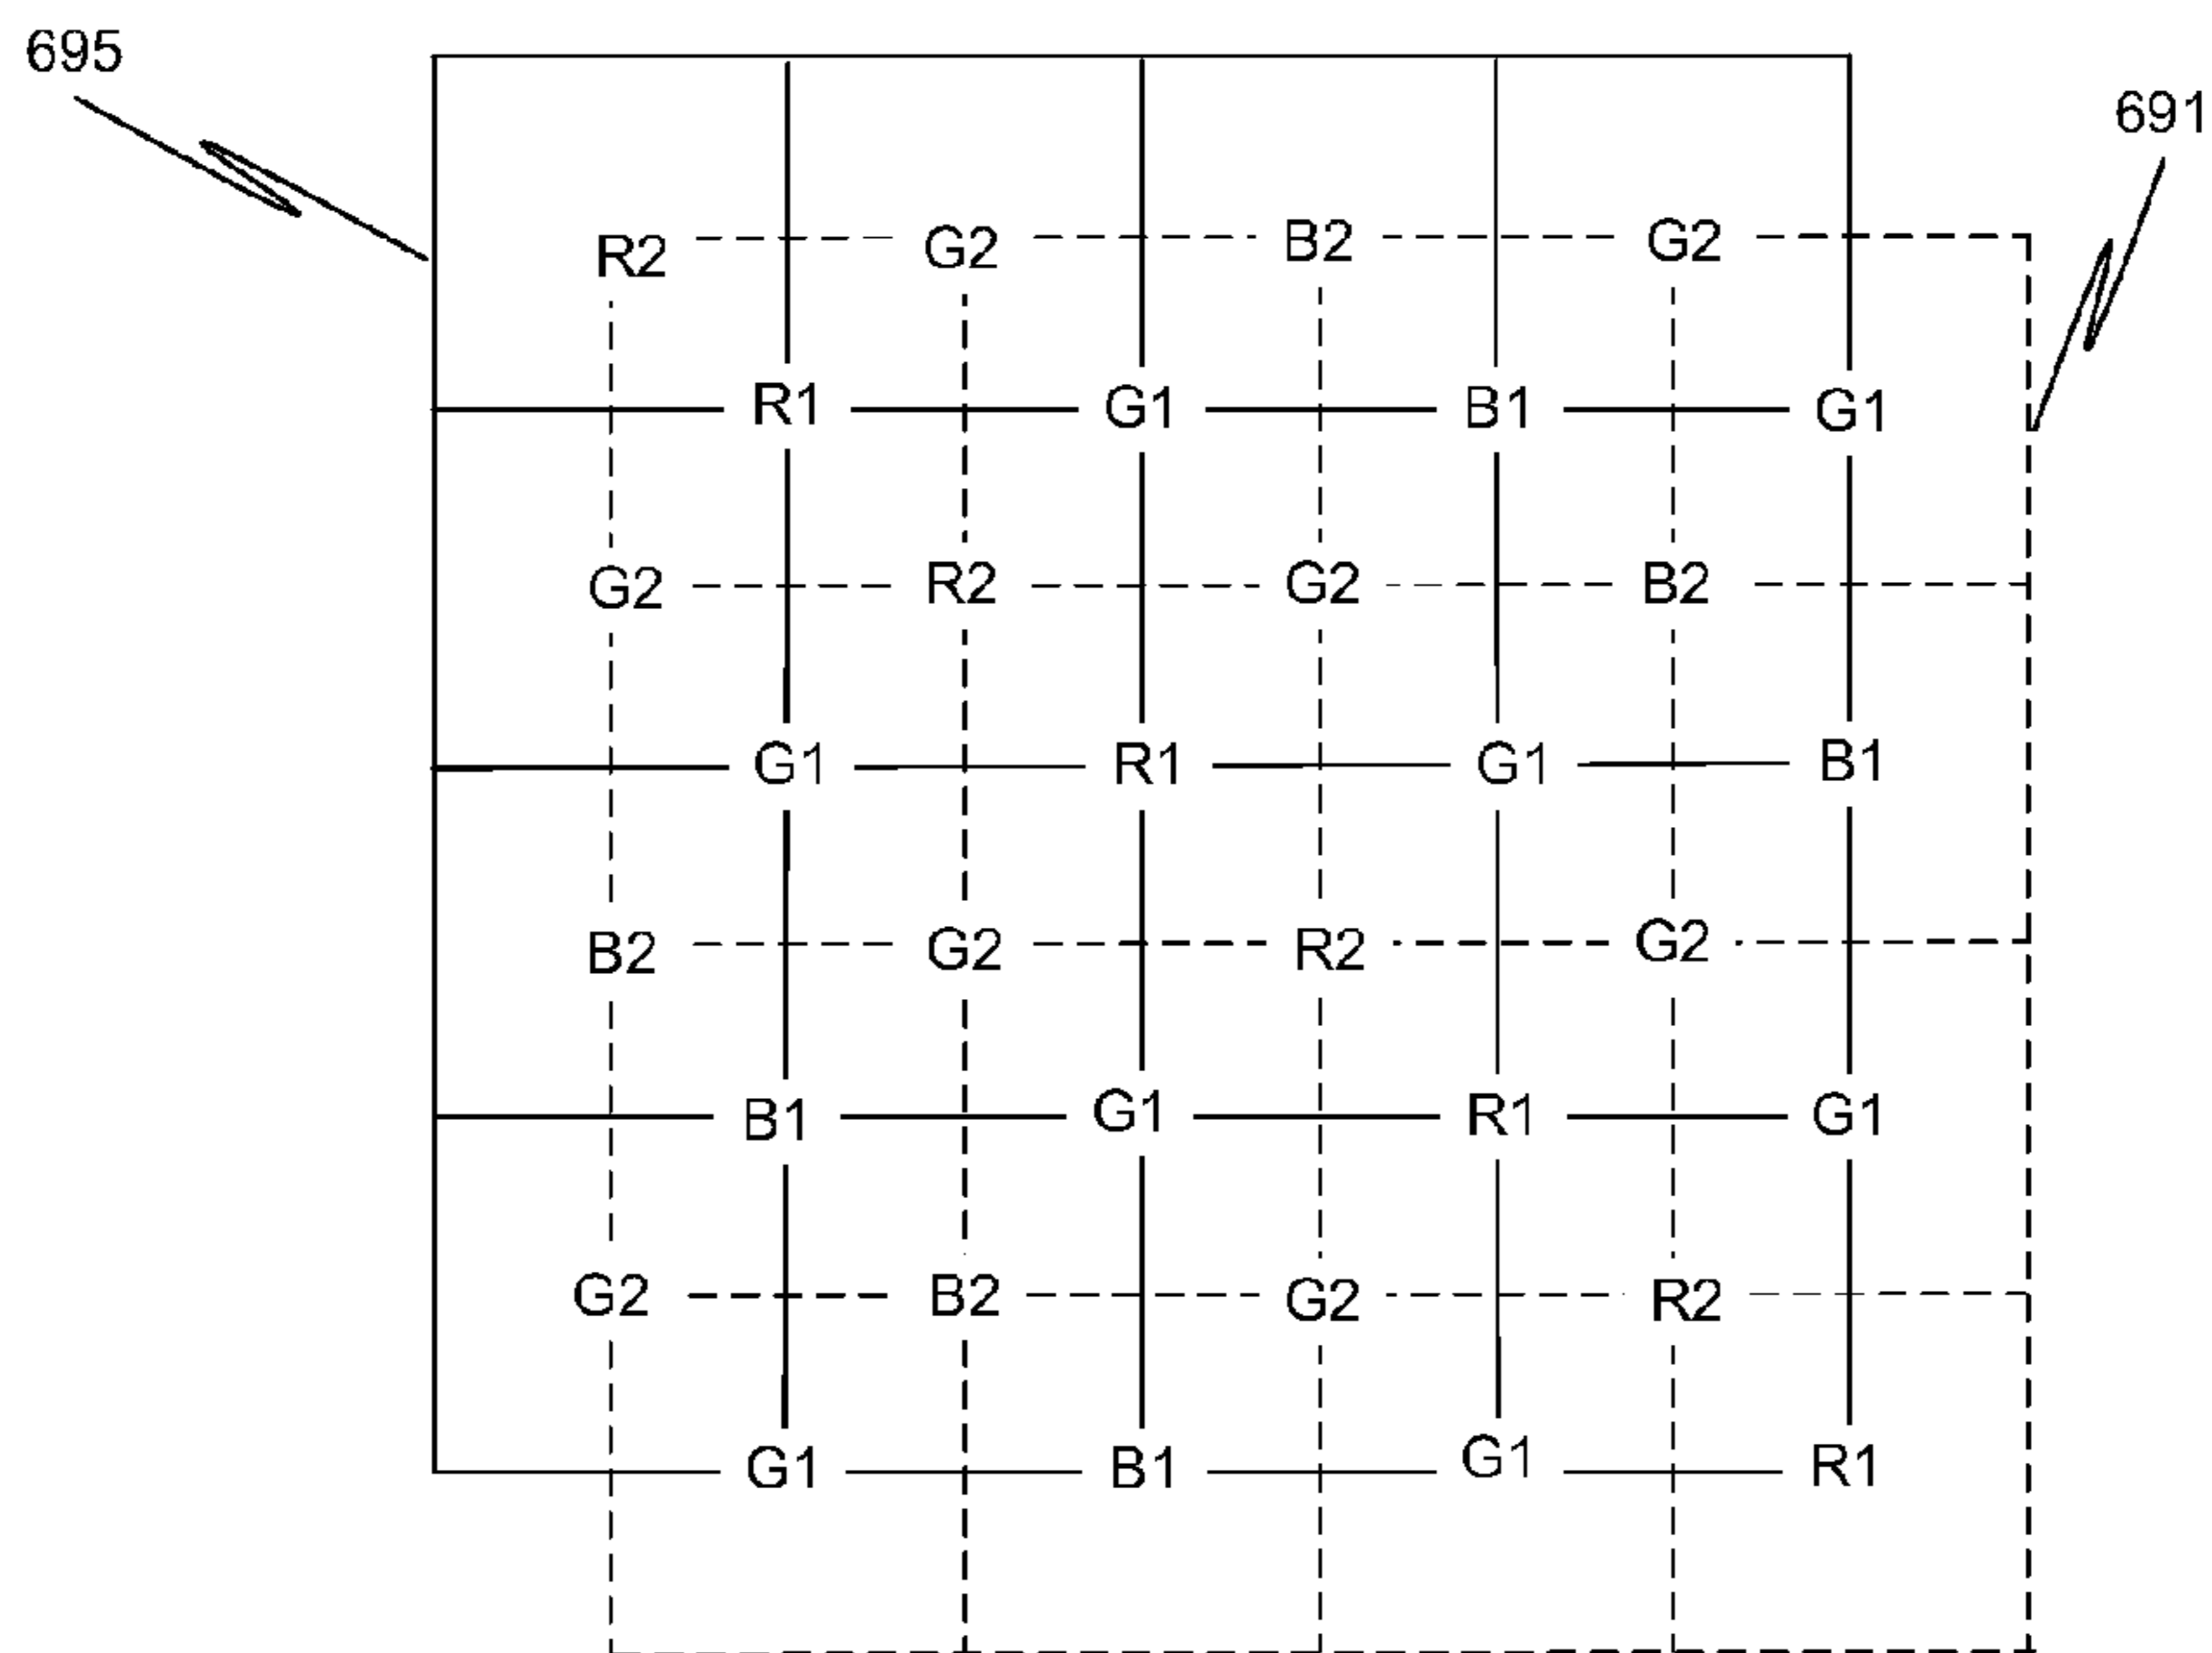 695
691
R2 G2 B2 G2
R1 G1 B1 G1
G2 R2 G2 B2
G1 R1 G1 B1
B2 G2 R2 G2
B1 G1 R1 G1
G2 B2 G2 R2
G1 B1 G1 R1